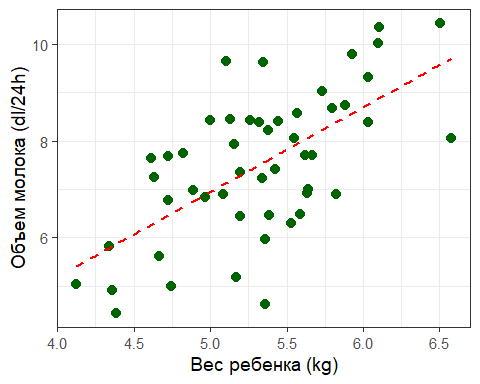 Объем молока (dl/24h)
10
8
6
4.0 4.5 5.0 5.5 6.0 6.5
Вес ребенка (kg)